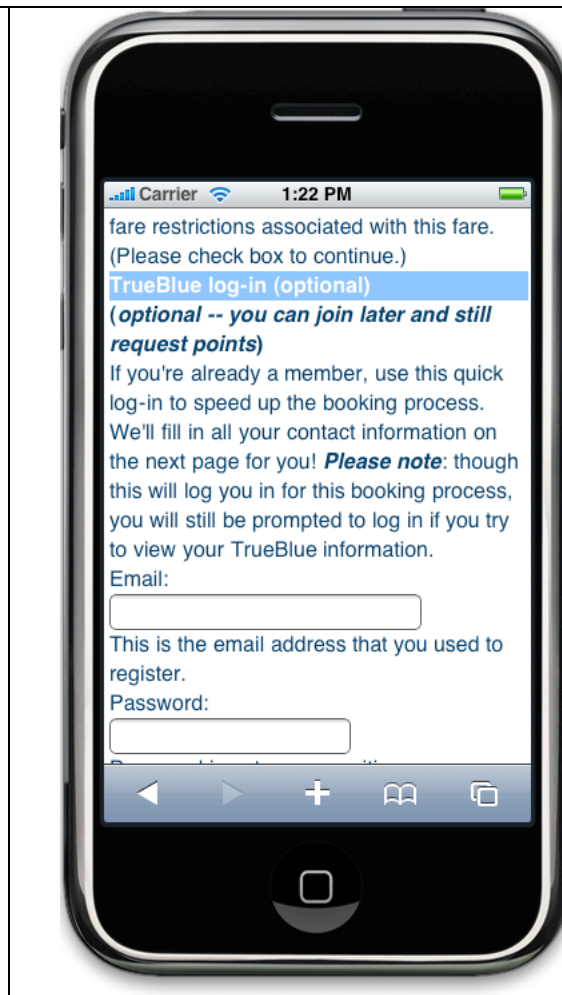 Carrier 1:22 PM
fare restrictions associated with this fare.
(Please check box to continue.)
TrueBlue log-in (optional)
(optional -- you can join later and still
request points)
If you're already a member, use this quick
log-in to speed up the booking process.
We'll fill in all your contact information on
the next page for you! Please note: though
this will log you in for this booking process,
you will still be prompted to log in if you try
to view your TrueBlue information.
Email:
This is the email address that you used to
register.
Password: